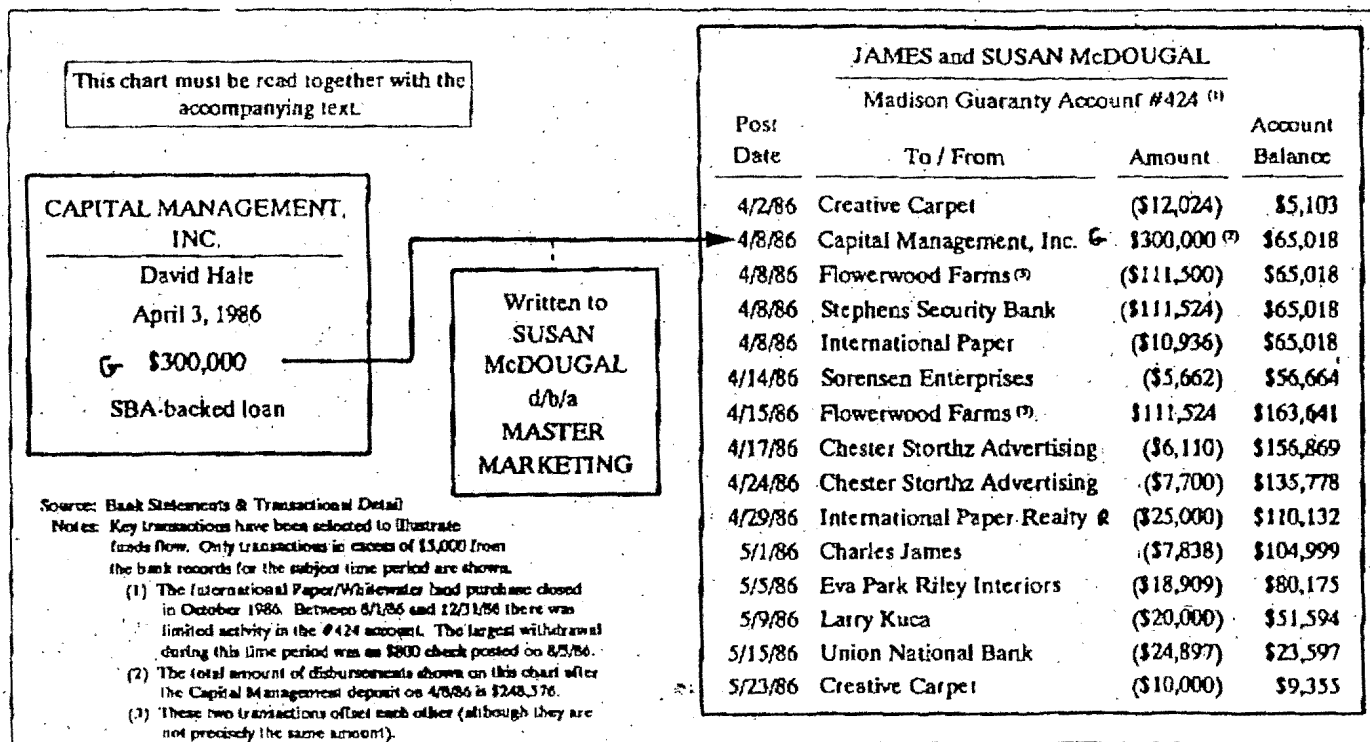 This chart must be read together with the
accompanying text.
CAPITAL MANAGEMENT,
INC.
David Hale
April 3, 1986
G $300,000
SBA-backed loan
Written to
SUSAN
McDOUGAL
d/b/a
MASTER
MARKETING
JAMES and SUSAN McDOUGAL
Madison Guaranty Account #424 (1)
Post Account
Date To / From Amount Balance
4/2/86 Creative Carpet ($12,024) $5,103
4/8/86 Capital Management, Inc. G $300,000 (2) $65,018
4/8/86 Flowerwood Farms (3) ($111,500) $65,018
4/8/86 Stephens Security Bank ($111,524) $65,018
4/8/86 International Paper ($10,936) $65,018
4/14/86 Sorensen Enterprises ($5,662) $56,664
4/15/86 Flowerwood Farms (3) $111,524 $163,641
4/17/86 Chester Storthz Advertising ($6,110) $156,869
4/24/86 Chester Storthz Advertising ($7,700) $135,778
4/29/86 International Paper Realty R ($25,000) $110,132
5/1/86 Charles James ($7,838) $104,999
5/5/86 Eva Park Riley Interiors ($18,909) $80,175
5/9/86 Larry Kuca ($20,000) $51,594
5/15/86 Union National Bank ($24,897) $23,597
5/23/86 Creative Carpet ($10,000) $9,355
Source: Bank Statements & Transactional Detail
Notes: Key transactions have been selected to illustrate
funds flow. Only transactions in excess of $5,000 from
the bank records for the subject time period are shown.
(1) The International Paper/Whitewater land purchase closed
in October 1986. Between 8/1/86 and 12/31/86 there was
limited activity in the #424 account. The largest withdrawal
during this time period was an $800 check posted on 8/5/86.
(2) The total amount of disbursements shown on this chart after
the Capital Management deposit on 4/8/86 is $248,576.
(3) These two transactions offset each other (although they are
not precisely the same amount).